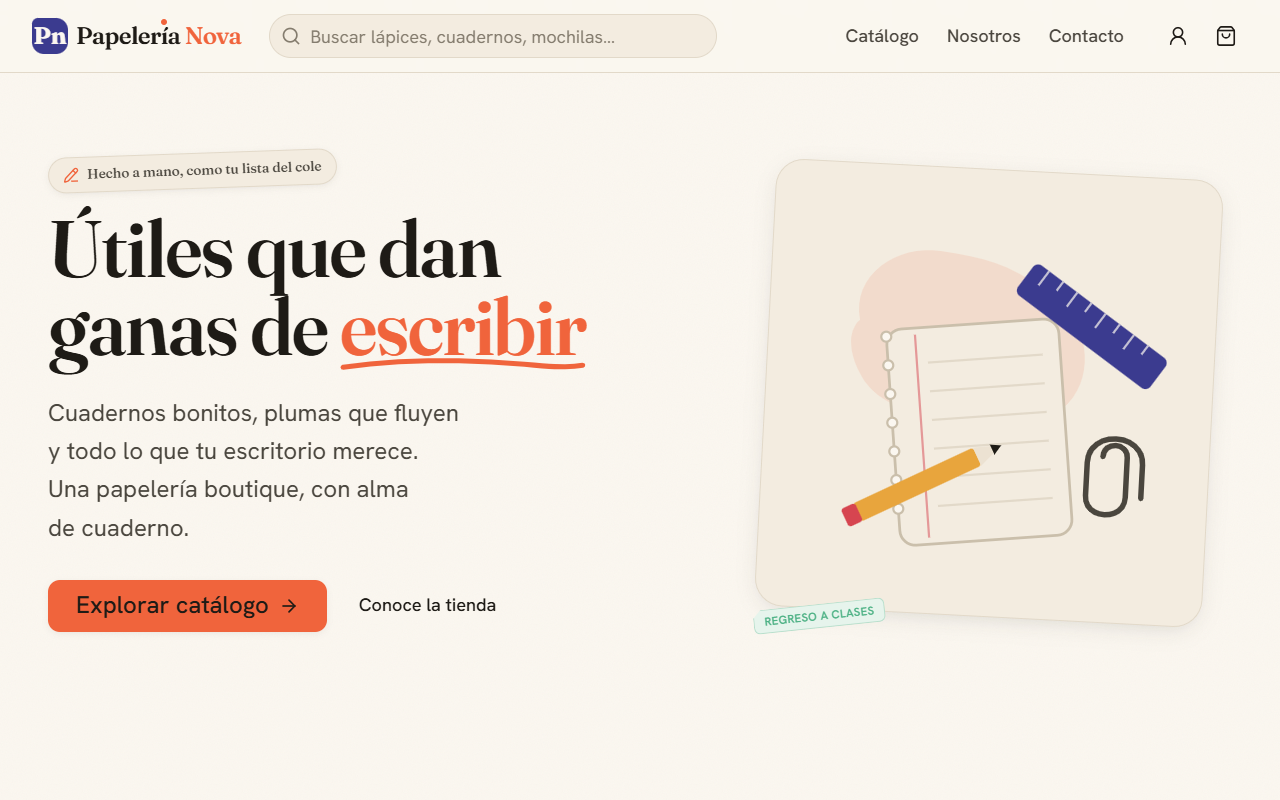 Pn Papelería Nova
Buscar lápices, cuadernos, mochilas...
Catálogo
Nosotros
Contacto
Hecho a mano, como tu lista del cole
Útiles que dan
ganas de escribir
Cuadernos bonitos, plumas que fluyen
y todo lo que tu escritorio merece.
Una papelería boutique, con alma
de cuaderno.
Explorar catálogo →
Conoce la tienda
REGRESO A CLASES